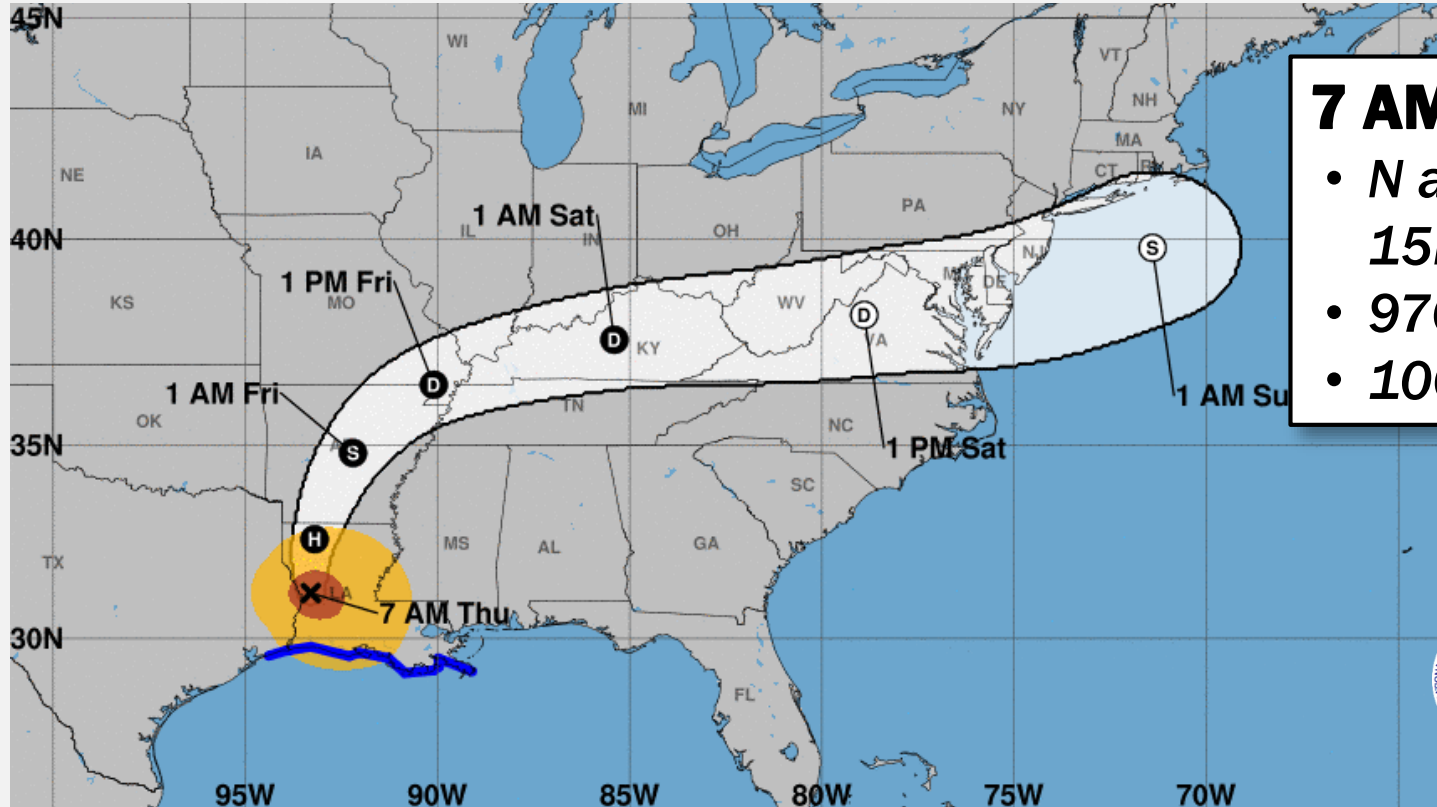 45N
WI
VT
NH
MI
NY
MA
IA
CT
NE
PA
1 AM Sat
40N
IL
IN
OH
NJ
S
1 PM Fri
DE
KS
MO
WV
D
D
KY
VA
D
1 AM Fri
1 AM Su
TN
OK
NC
35N
S
1 PM Sat
SC
H
MS
AL
GA
TX
LA
7 AM Thu
30N
FL
95W
90W
85W
80W
75W
70W
7 AM
• N a
15
• 970
• 100